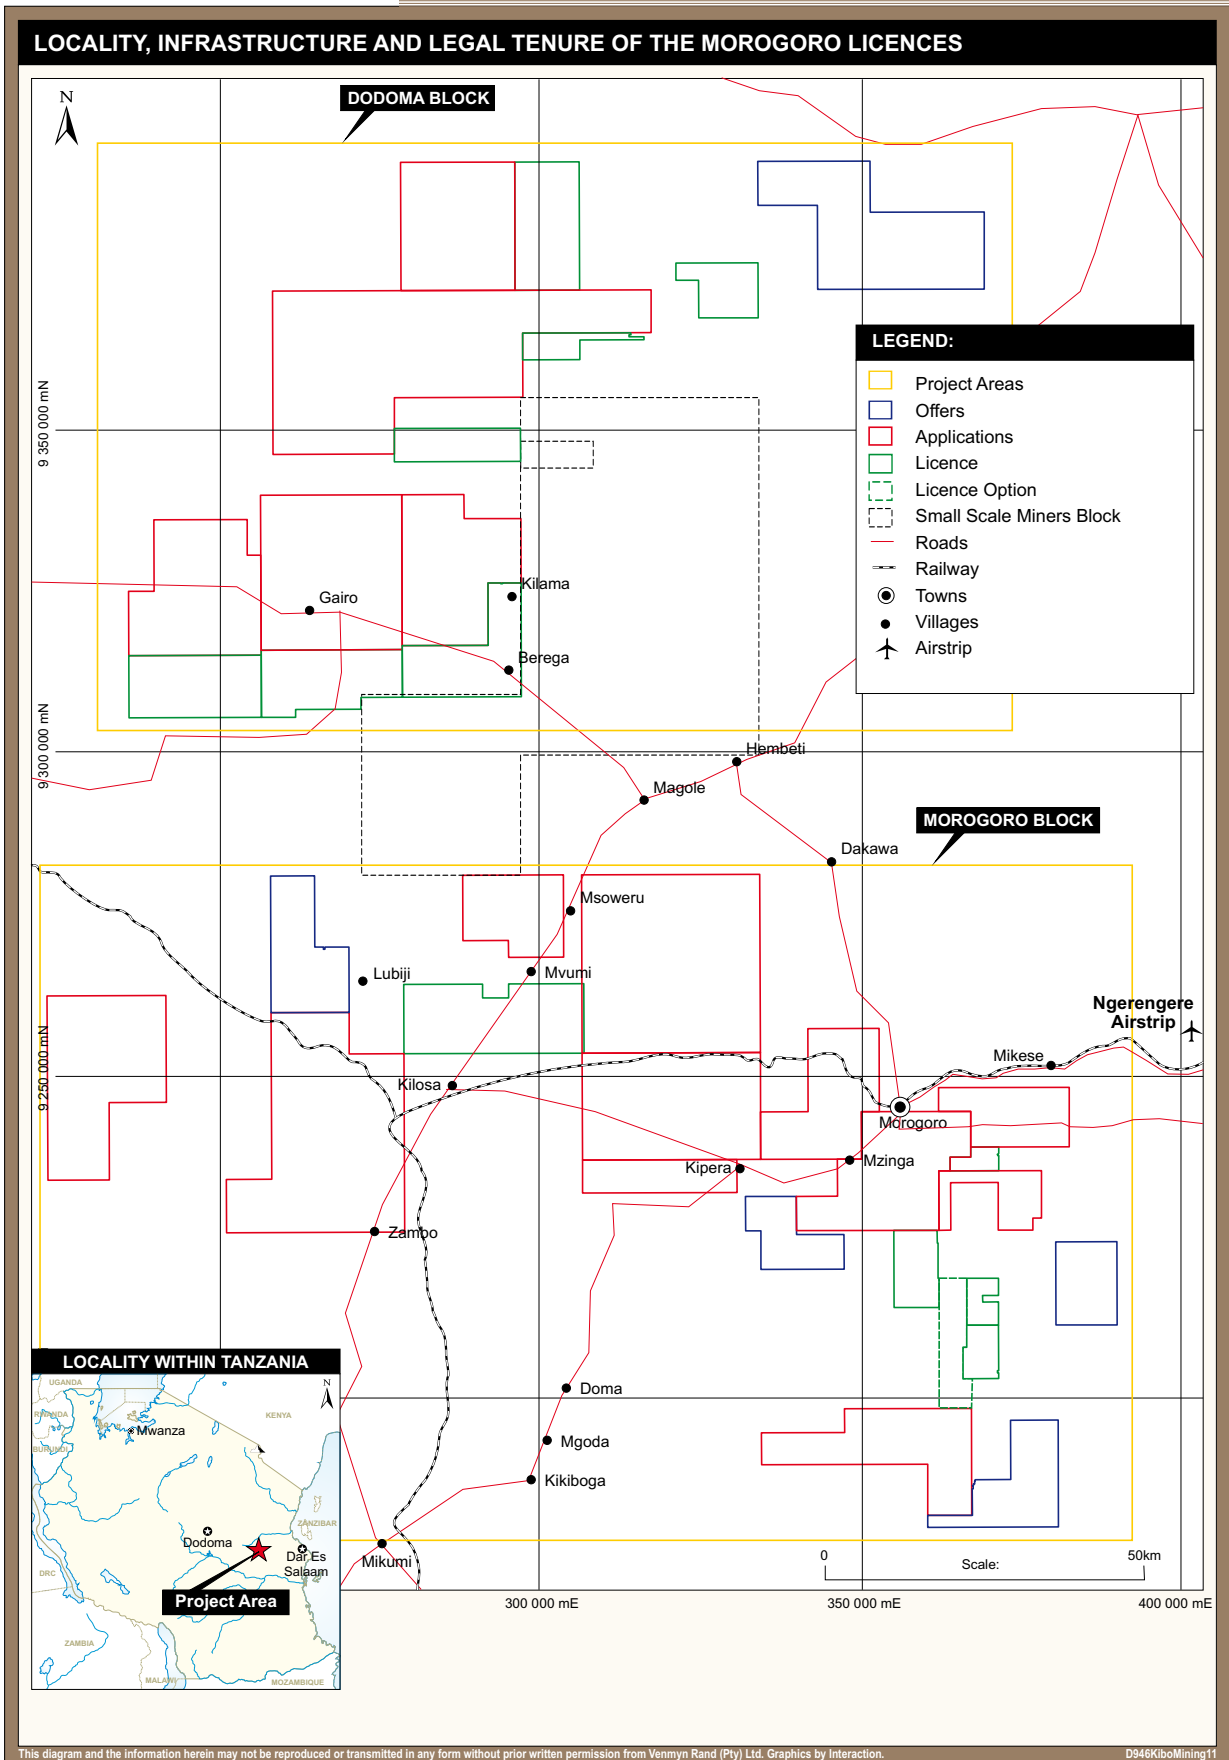 LOCALITY, INFRASTRUCTURE AND LEGAL TENURE OF THE MOROGORO LICENCES
N
DODOMA BLOCK
LEGEND:
Project Areas
Offers
Applications
Licence
Licence Option
Small Scale Miners Block
Roads
Railway
Towns
Villages
Airstrip
9 350 000 mN
Kilama
Gairo
Berega
9 300 000 mN
Hembeti
Magole
MOROGORO BLOCK
Dakawa
Msoweru
Lubiji
Mvumi
Ngerengere
Airstrip
9 250 000 mN
Mikese
Kilosa
Morogoro
Kipera
Mzinga
Zambo
Doma
Mgoda
Kikiboga
Mikumi
LOCALITY WITHIN TANZANIA
UGANDA
N
RWANDA
KENYA
Mwanza
BURUNDI
ZANZIBAR
Dodoma
Dar Es
Salaam
DRC
Project Area
ZAMBIA
MALAWI
MOZAMBIQUE
0
50km
Scale:
300 000 mE
350 000 mE
400 000 mE
This diagram and the information herein may not be reproduced or transmitted in any form without prior written permission from Venmyn Rand (Pty) Ltd. Graphics by Interaction.
D946KiboMining11